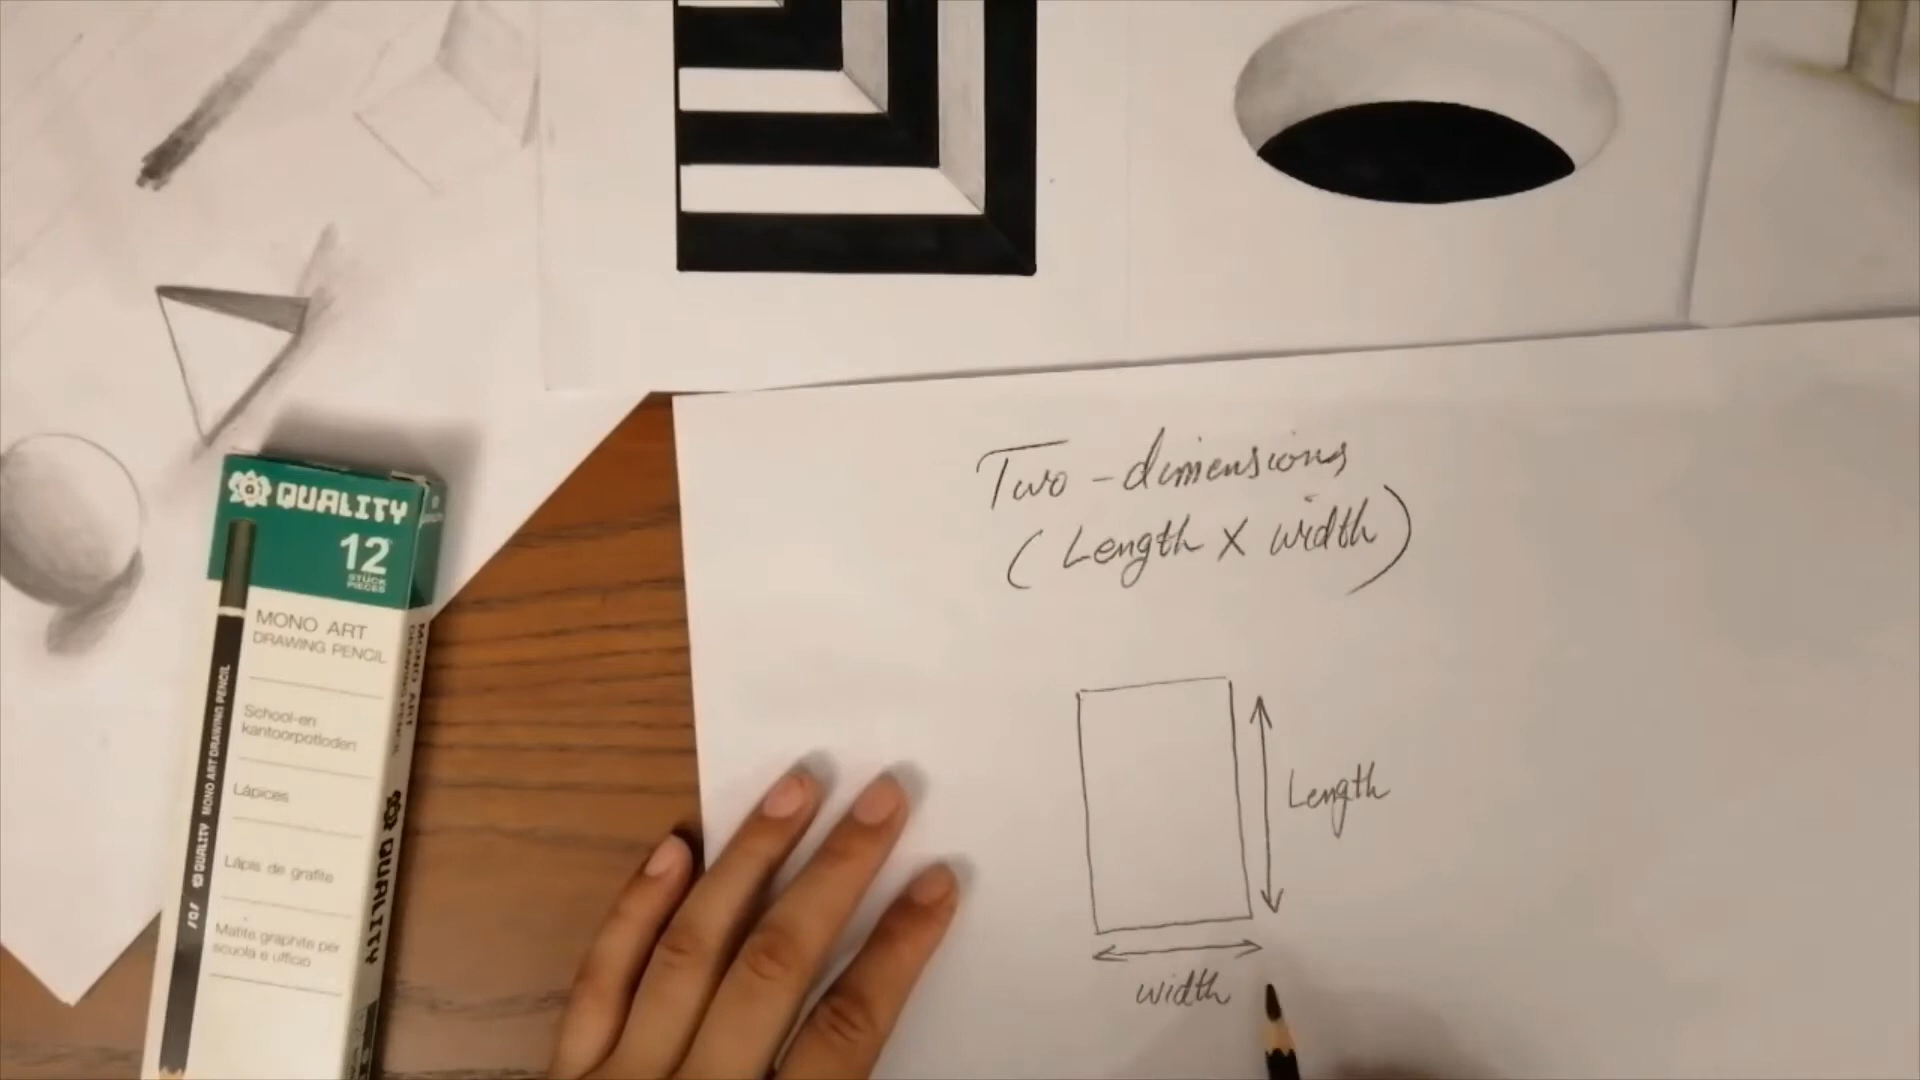 Two-dimensions
(Length X width)
Length
width
QUALITY
12
STÜCK
PIECES
MONO ART
DRAWING PENCIL
School-en
kantoorpotloden
Lápices
Lápis de grafite
Matite graphite per
scuola e ufficio
QUALITY MONO ART DRAWING PENCIL
MONO ART
DRAWING PENCIL
QUALITY